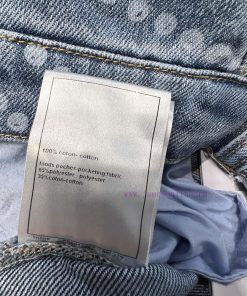 100% coton- cotton
fonds poches-pocketing fabric
65% polyester - polyester
35% coton-cotton